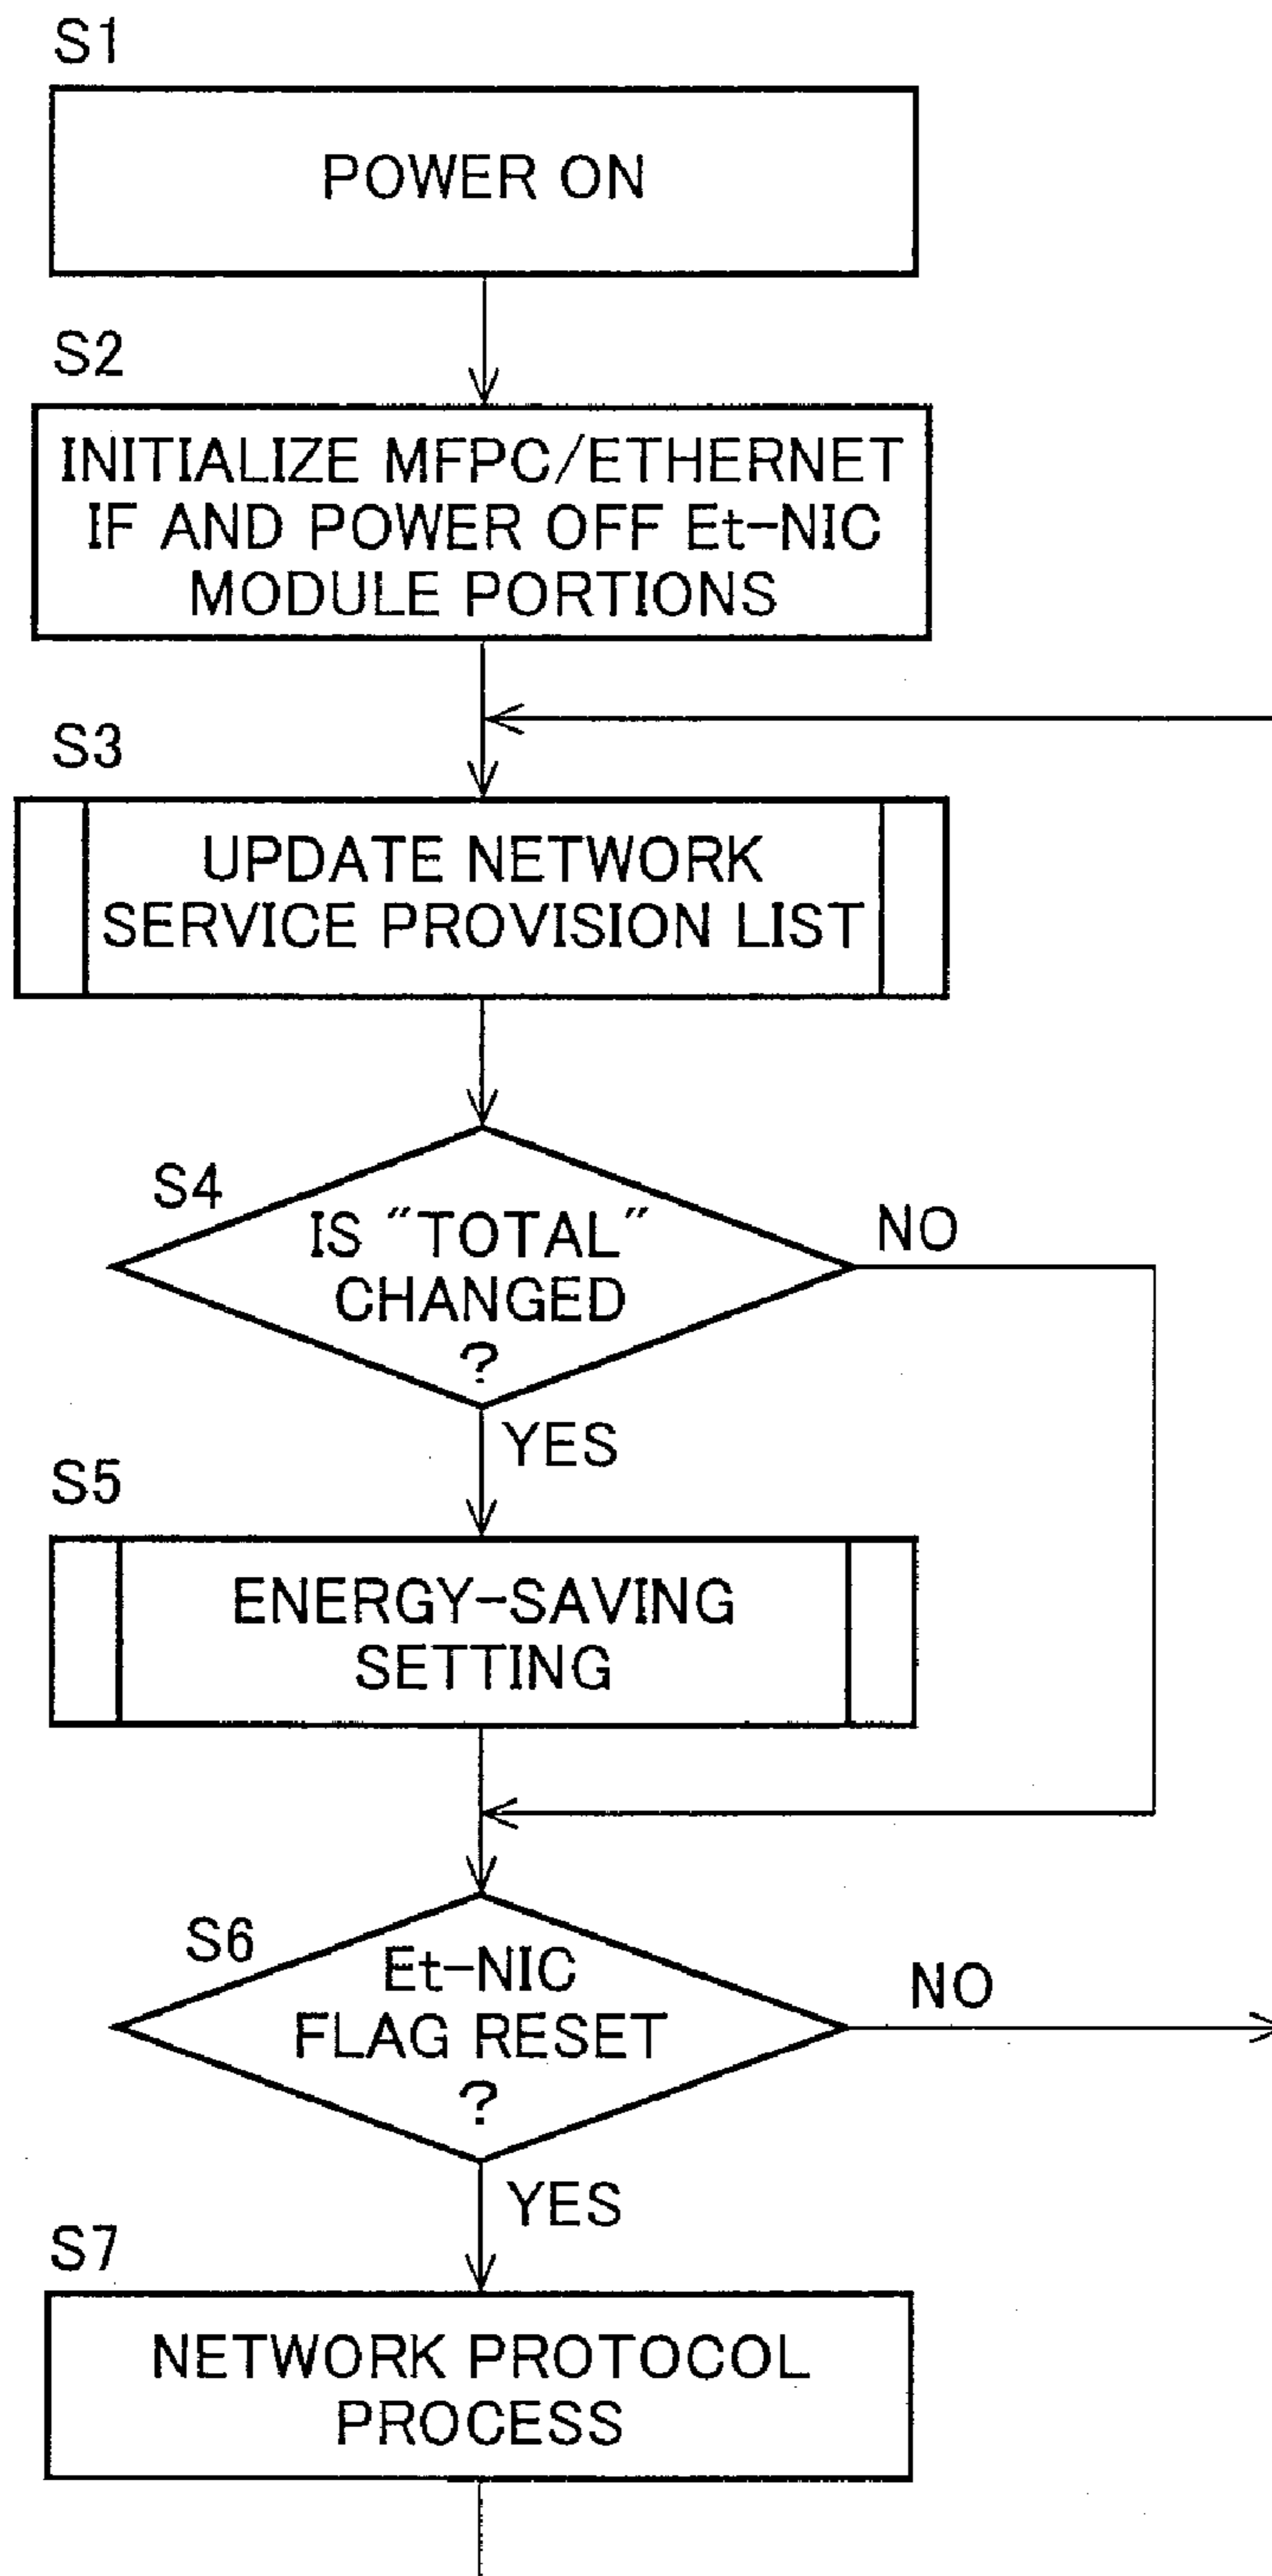 S1
POWER ON
S2
INITIALIZE MFPC/ETHERNET
IF AND POWER OFF Et-NIC
MODULE PORTIONS
S3
UPDATE NETWORK
SERVICE PROVISION LIST
S4
IS "TOTAL"
CHANGED
?
NO
YES
S5
ENERGY-SAVING
SETTING
S6
Et-NIC
FLAG RESET
?
NO
YES
S7
NETWORK PROTOCOL
PROCESS